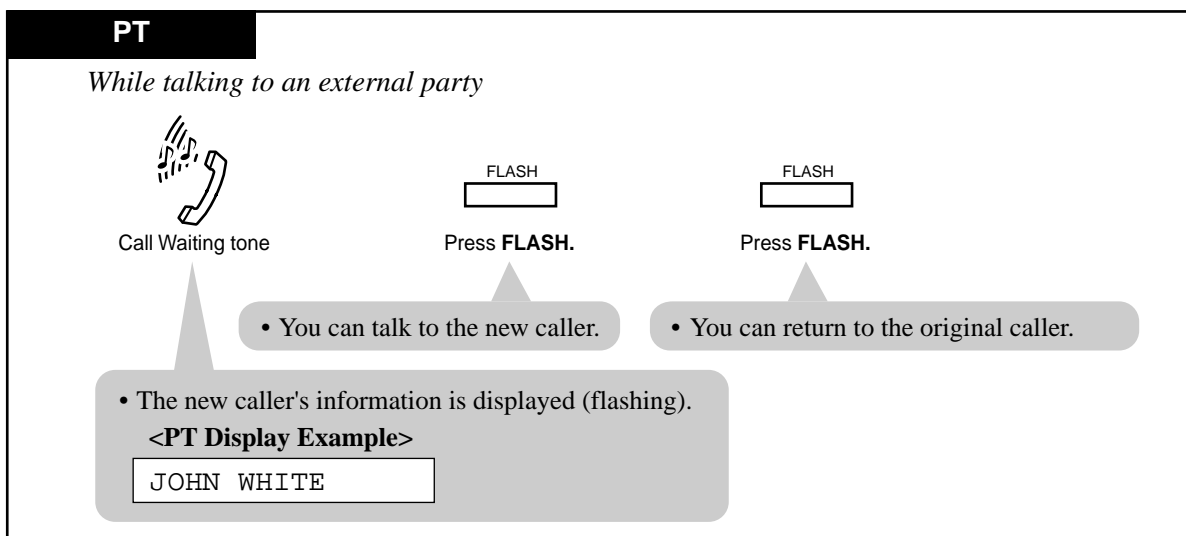 PT
While talking to an external party
FLASH
FLASH
Call Waiting tone
Press FLASH.
Press FLASH.
• You can talk to the new caller.
• You can return to the original caller.
• The new caller's information is displayed (flashing).
<PT Display Example>
JOHN WHITE